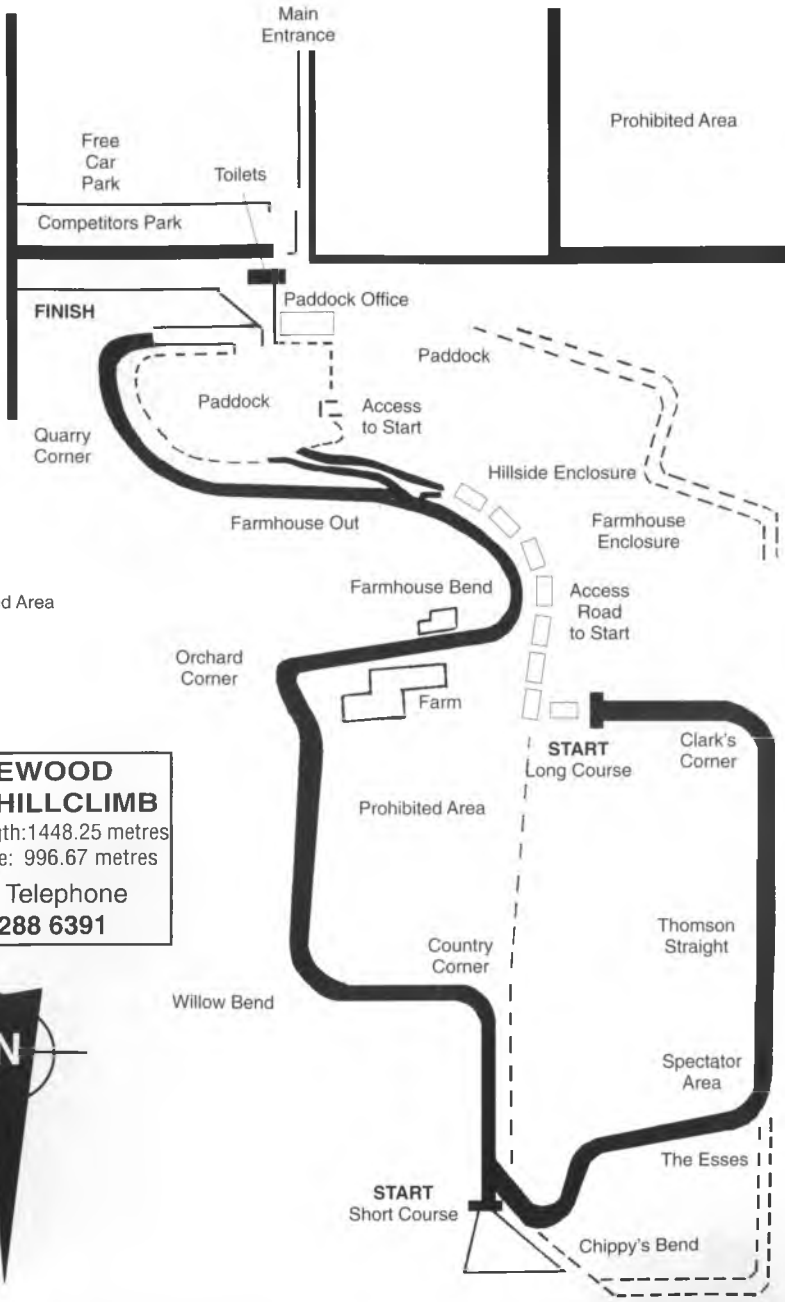 Main
Entrance
Prohibited Area
Free
Car
Park
Toilets
Competitors Park
FINISH
Paddock Office
Paddock
Paddock
Access
to Start
Quarry
Corner
Hillside Enclosure
Farmhouse Out
Farmhouse
Enclosure
Farmhouse Bend
Access
Road
to Start
d Area
Orchard
Corner
Farm
START
Long Course
Clark's
Corner
EWOOD
HILLCLIMB
gth:1448.25 metres
e: 996.67 metres
Telephone
288 6391
Prohibited Area
Thomson
Straight
Country
Corner
Willow Bend
N
Spectator
Area
The Esses
START
Short Course
Chippy's Bend